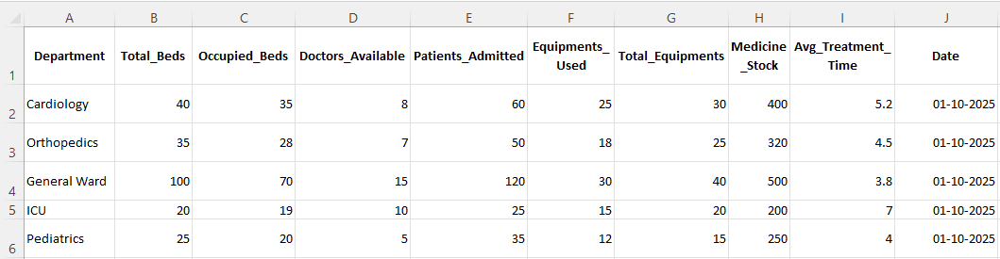 A B C D E F G H I J
1 Department Total_Beds Occupied_Beds Doctors_Available Patients_Admitted Equipments_ Used Total_Equipments Medicine _Stock Avg_Treatment_ Time Date
2 Cardiology 40 35 8 60 25 30 400 5.2 01-10-2025
3 Orthopedics 35 28 7 50 18 25 320 4.5 01-10-2025
4 General Ward 100 70 15 120 30 40 500 3.8 01-10-2025
5 ICU 20 19 10 25 15 20 200 7 01-10-2025
6 Pediatrics 25 20 5 35 12 15 250 4 01-10-2025